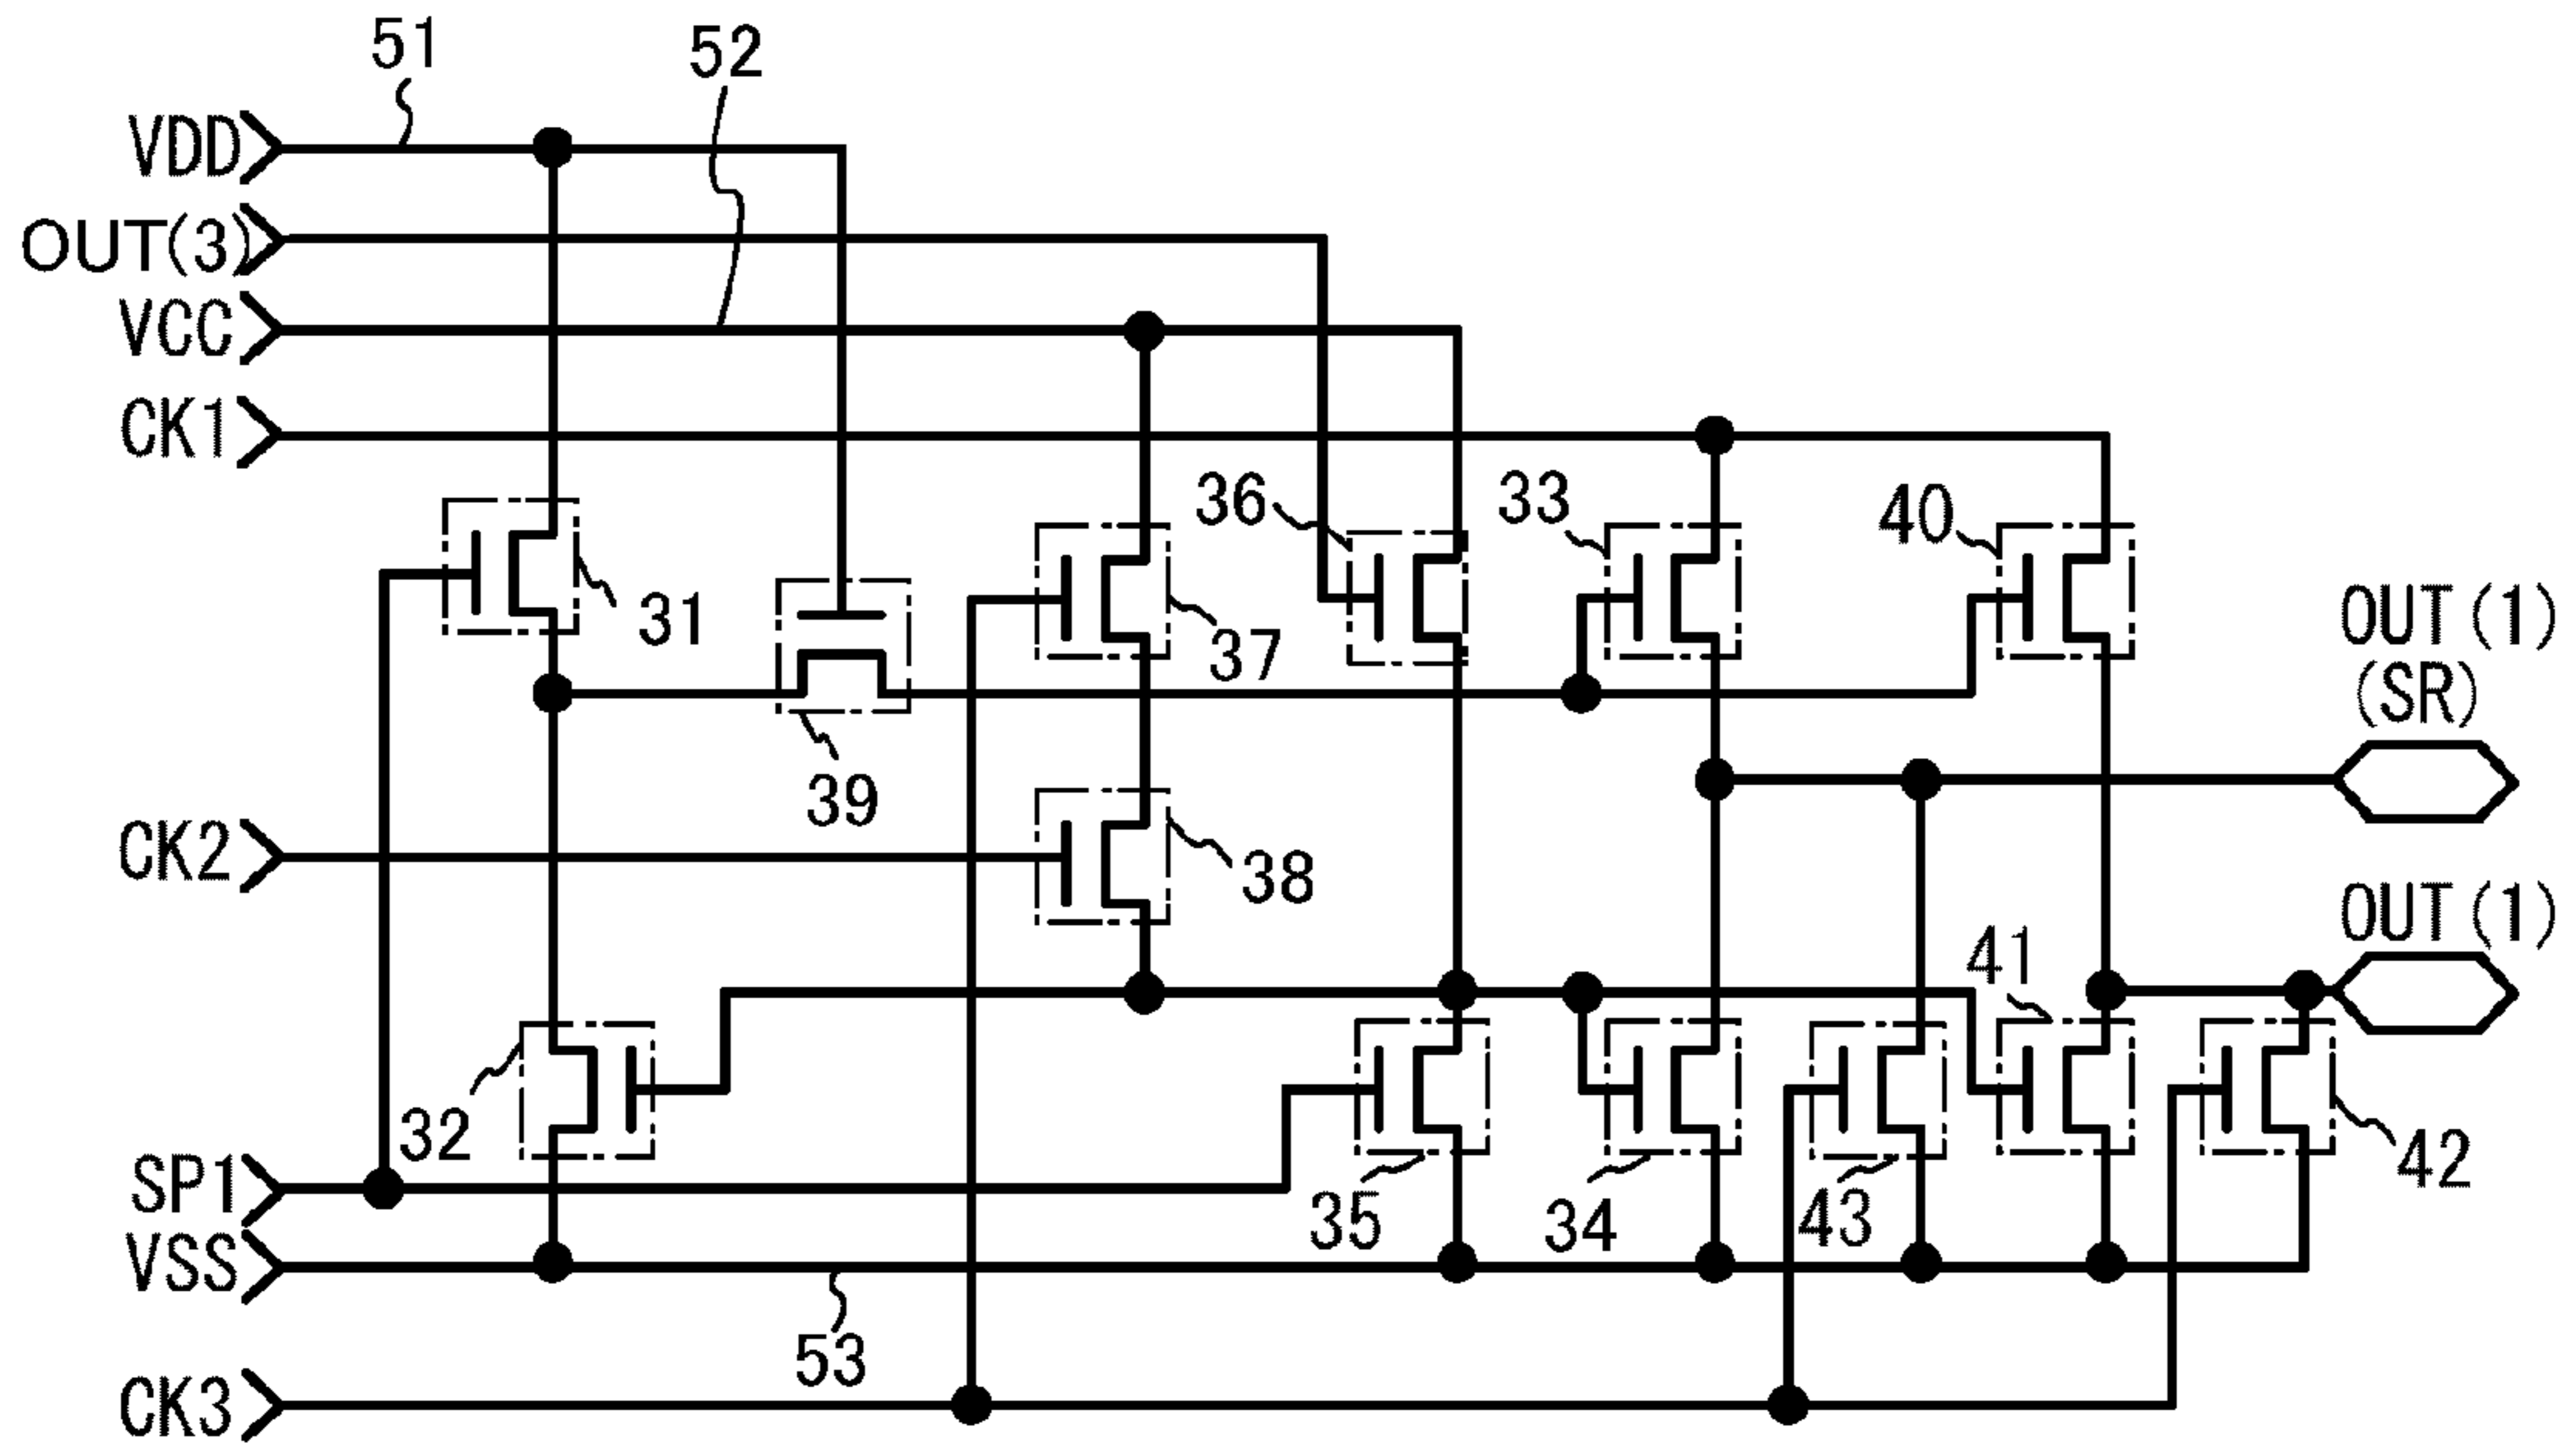 51
52
VDD
OUT(3)
VCC
CK1
36
33
40
31
37
OUT(1)
(SR)
39
CK2
38
OUT(1)
41
32
SP1
35
34
43
42
VSS
53
CK3